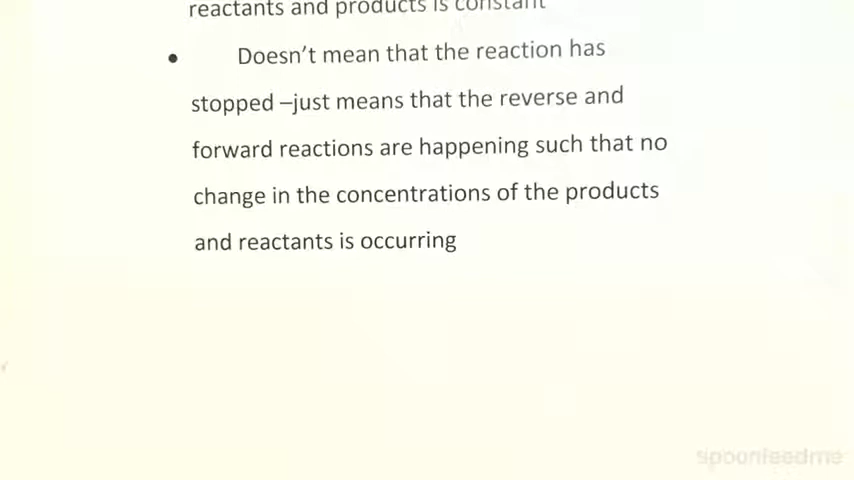 reactants and products is constant
• Doesn't mean that the reaction has
stopped –just means that the reverse and
forward reactions are happening such that no
change in the concentrations of the products
and reactants is occurring
spoonfeedme